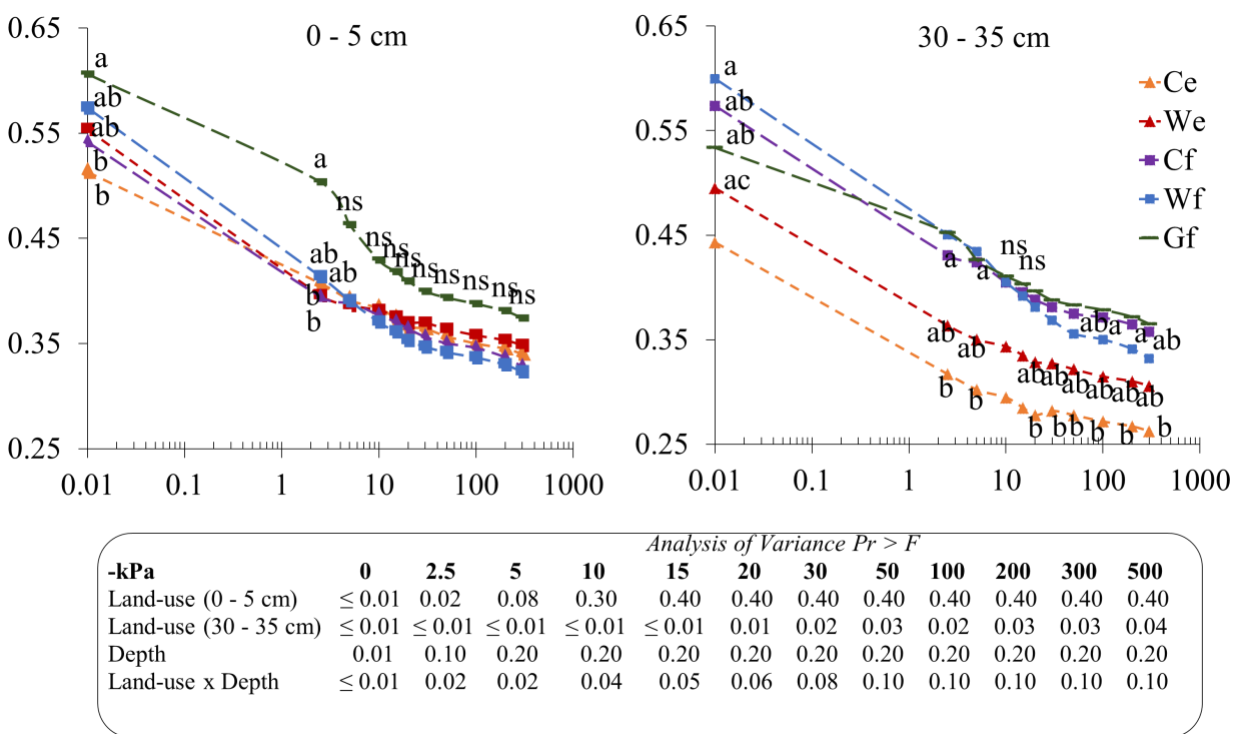 0 - 5 cm
0.65
0.55
0.45
0.35
0.25
0.01 0.1 1 10 100 1000
a
ab
ab
b
b
a
ns
ns
ns
ns
ns
ns
ns
ns
ns
ab
ab
b
b
30 - 35 cm
0.65
0.55
0.45
0.35
0.25
0.01 0.1 1 10 100 1000
a
ab
ab
ac
a
a
ns
ns
ab
a
a
a
ab
ab
ab
ab
ab
ab
ab
ab
ab
b
b
b
b
b
b
b
b
Ce
We
Cf
Wf
Gf
Analysis of Variance Pr > F
-kPa 0 2.5 5 10 15 20 30 50 100 200 300 500
Land-use (0 - 5 cm) ≤ 0.01 0.02 0.08 0.30 0.40 0.40 0.40 0.40 0.40 0.40 0.40 0.40
Land-use (30 - 35 cm) ≤ 0.01 ≤ 0.01 ≤ 0.01 ≤ 0.01 ≤ 0.01 0.01 0.02 0.03 0.02 0.03 0.03 0.04
Depth 0.01 0.10 0.20 0.20 0.20 0.20 0.20 0.20 0.20 0.20 0.20 0.20
Land-use x Depth ≤ 0.01 0.02 0.02 0.04 0.05 0.06 0.08 0.10 0.10 0.10 0.10 0.10